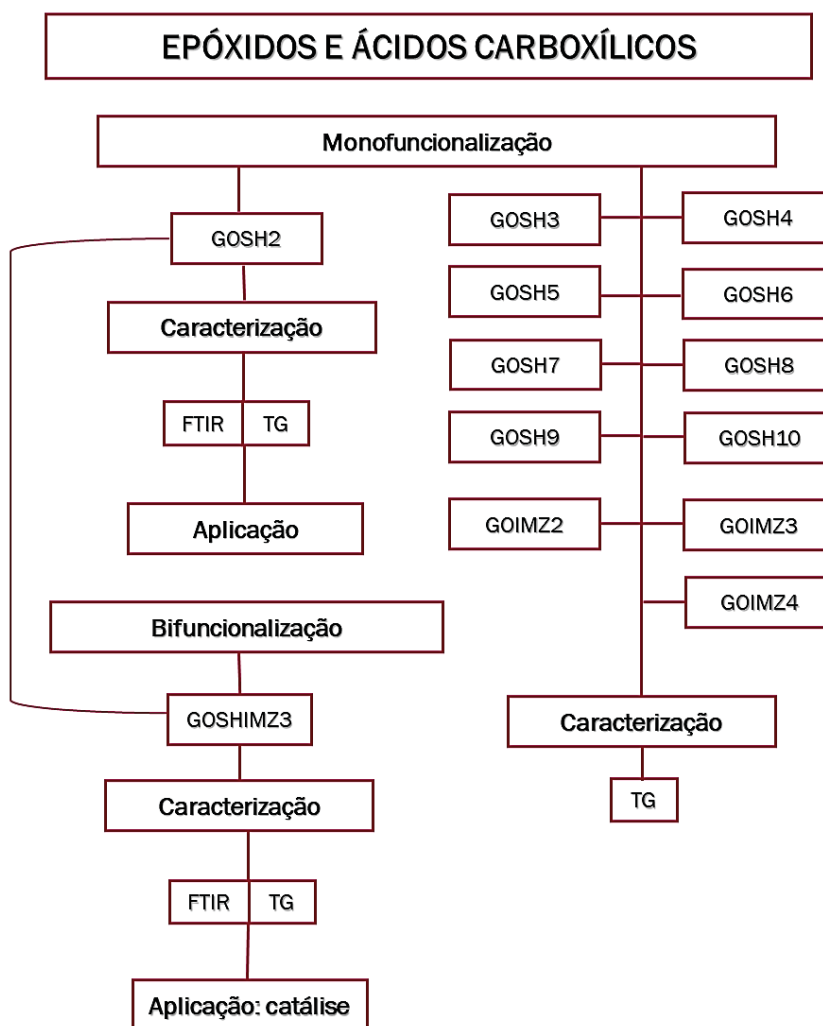 EPÓXIDOS E ÁCIDOS CARBOXÍLICOS
Monofuncionalização
GOSH2
Caracterização
FTIR TG
Aplicação
GOSH3 GOSH4
GOSH5 GOSH6
GOSH7 GOSH8
GOSH9 GOSH10
GOIMZ2 GOIMZ3
GOIMZ4
Caracterização
TG
Bifuncionalização
GOSHIMZ3
Caracterização
FTIR TG
Aplicação: catálise